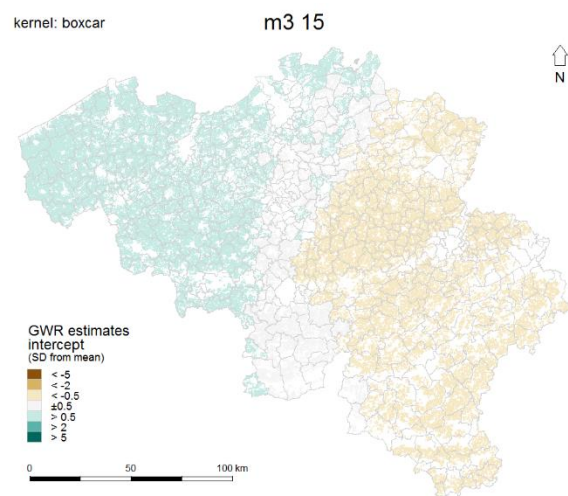 kernel: boxcar
m3 15
N
GWR estimates
intercept
(SD from mean)
< -5
< -2
< -0.5
±0.5
> 0.5
> 2
> 5
0 50 100 km